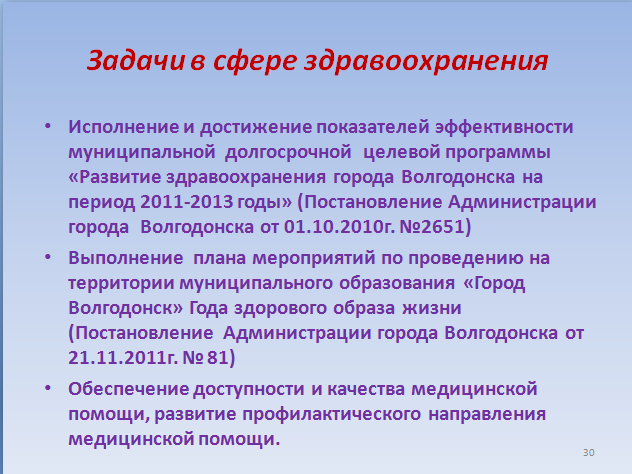 Задачи в сфере здравоохранения
• Исполнение и достижение показателей эффективности
муниципальной долгосрочной целевой программы
«Развитие здравоохранения города Волгодонска на
период 2011-2013 годы» (Постановление Администрации
города Волгодонска от 01.10.2010г. №2651)
• Выполнение плана мероприятий по проведению на
территории муниципального образования «Город
Волгодонск» Года здорового образа жизни
(Постановление Администрации города Волгодонска от
21.11.2011г. № 81)
• Обеспечение доступности и качества медицинской
помощи, развитие профилактического направления
медицинской помощи.
30